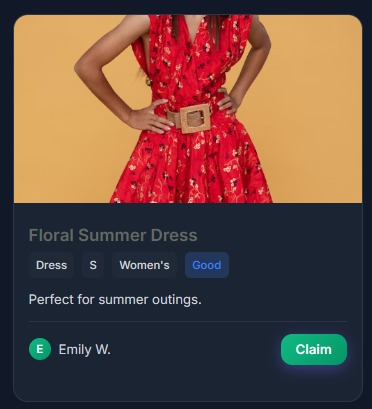 Floral Summer Dress
Dress S Women's Good
Perfect for summer outings.
E Emily W. Claim